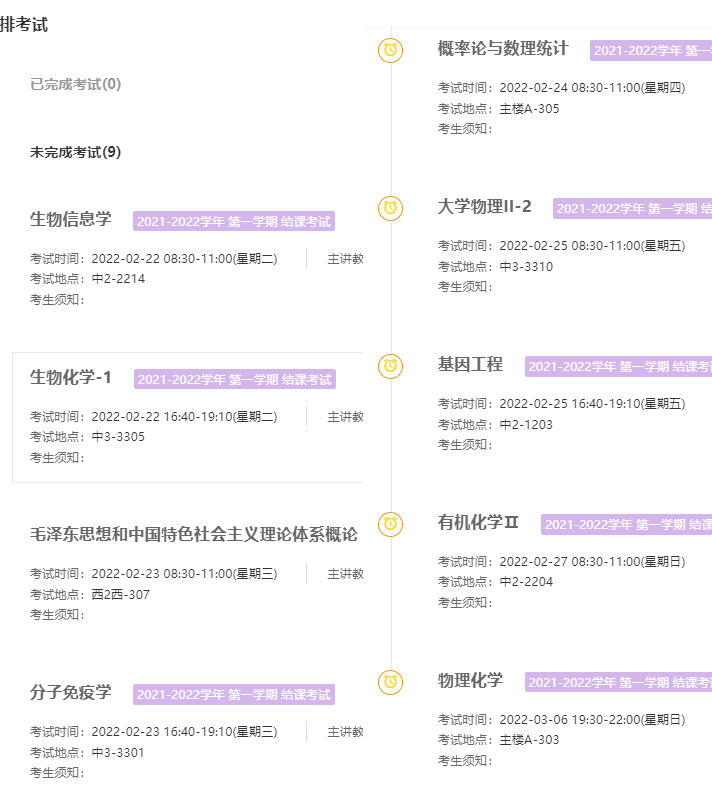 排考试
已完成考试(0)
未完成考试(9)
生物信息学 2021-2022学年 第一学期 结课考试
考试时间: 2022-02-22 08:30-11:00(星期二) 主讲教
考试地点: 中2-2214
考生须知:
生物化学-1 2021-2022学年 第一学期 结课考试
考试时间: 2022-02-22 16:40-19:10(星期二) 主讲教
考试地点: 中3-3305
考生须知:
毛泽东思想和中国特色社会主义理论体系概论
考试时间: 2022-02-23 08:30-11:00(星期三) 主讲教
考试地点: 西2西-307
考生须知:
分子免疫学 2021-2022学年 第一学期 结课考试
考试时间: 2022-02-23 16:40-19:10(星期三) 主讲教
考试地点: 中3-3301
考生须知:
概率论与数理统计 2021-2022学年 第一
考试时间: 2022-02-24 08:30-11:00(星期四)
考试地点: 主楼A-305
考生须知:
大学物理II-2 2021-2022学年 第一学期 结
考试时间: 2022-02-25 08:30-11:00(星期五)
考试地点: 中3-3310
考生须知:
基因工程 2021-2022学年 第一学期 结课考
考试时间: 2022-02-25 16:40-19:10(星期五)
考试地点: 中2-1203
考生须知:
有机化学Ⅱ 2021-2022学年 第一学期 结课
考试时间: 2022-02-27 08:30-11:00(星期日)
考试地点: 中2-2204
考生须知:
物理化学 2021-2022学年 第一学期 结课考
考试时间: 2022-03-06 19:30-22:00(星期日)
考试地点: 主楼A-303
考生须知: